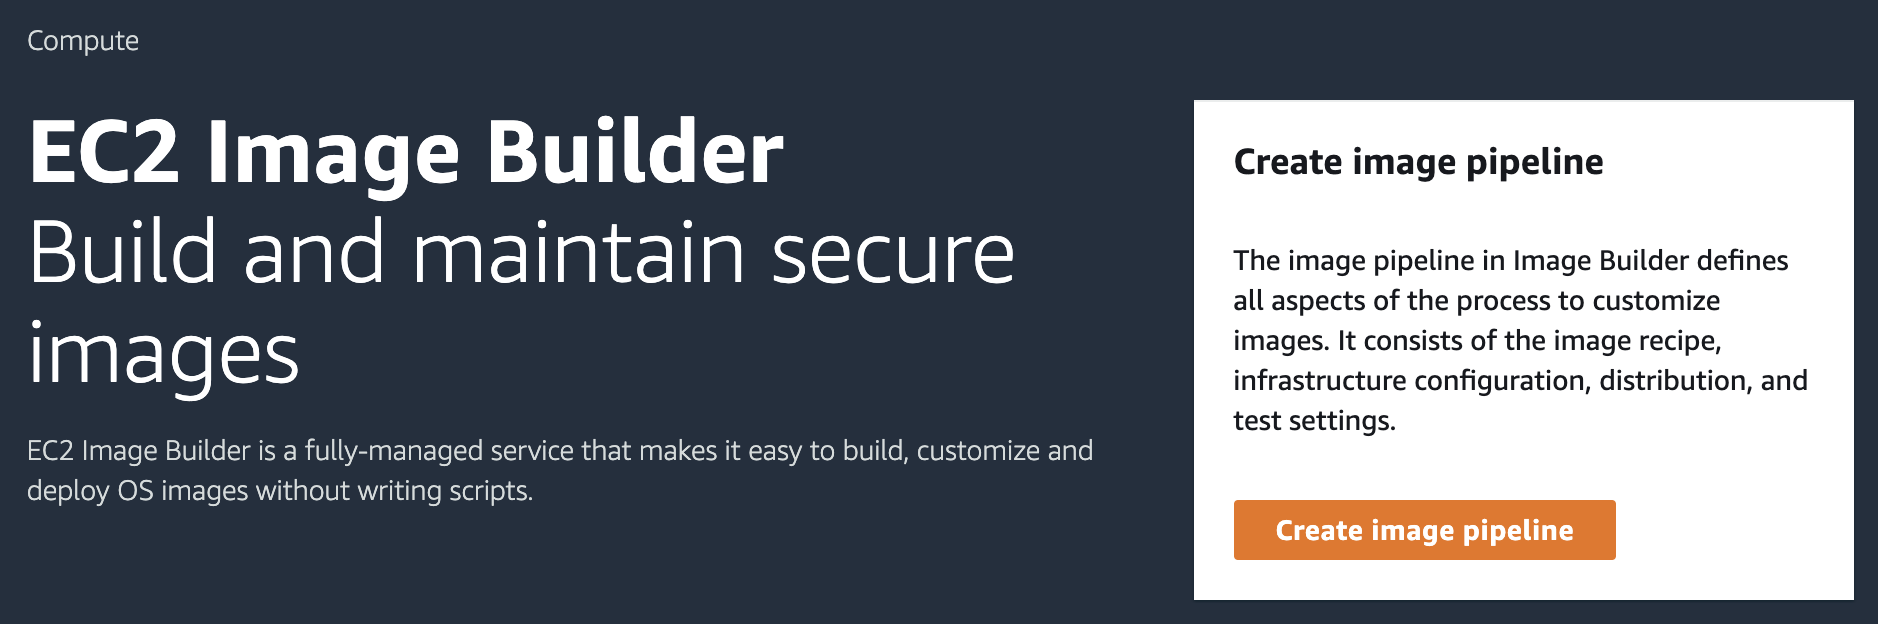 Compute
EC2 Image Builder
Build and maintain secure
images
EC2 Image Builder is a fully-managed service that makes it easy to build, customize and
deploy OS images without writing scripts.
Create image pipeline
The image pipeline in Image Builder defines
all aspects of the process to customize
images. It consists of the image recipe,
infrastructure configuration, distribution, and
test settings.
Create image pipeline